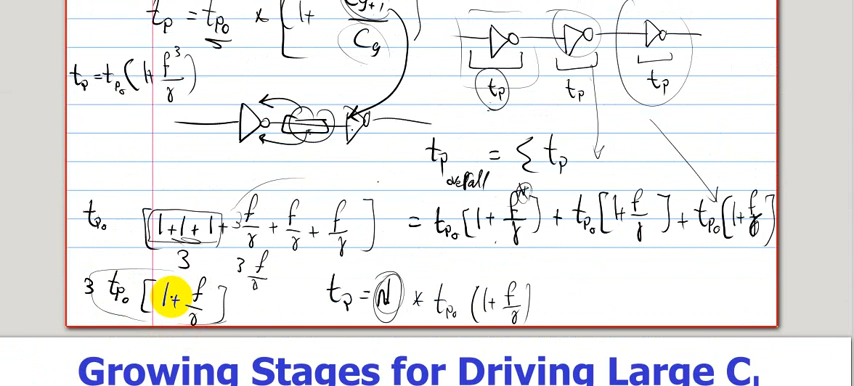 tp = tp₀ × [1 + Cg+1 / Cg]
tp = tp₀(1+ f³/γ)
tp tp tp
tp overall = Σ tp
tp₀ [1+1+1 + 3f/γ + f/γ + f/γ] = tp₀[1 + f/γ] + tp₀[1+ f/γ] + tp₀[1+ f/γ]
3 3 f/γ
3 tp₀ [1+ f/γ] tp = N * tp₀ (1+ f/γ)
Growing Stages for Driving Large CL